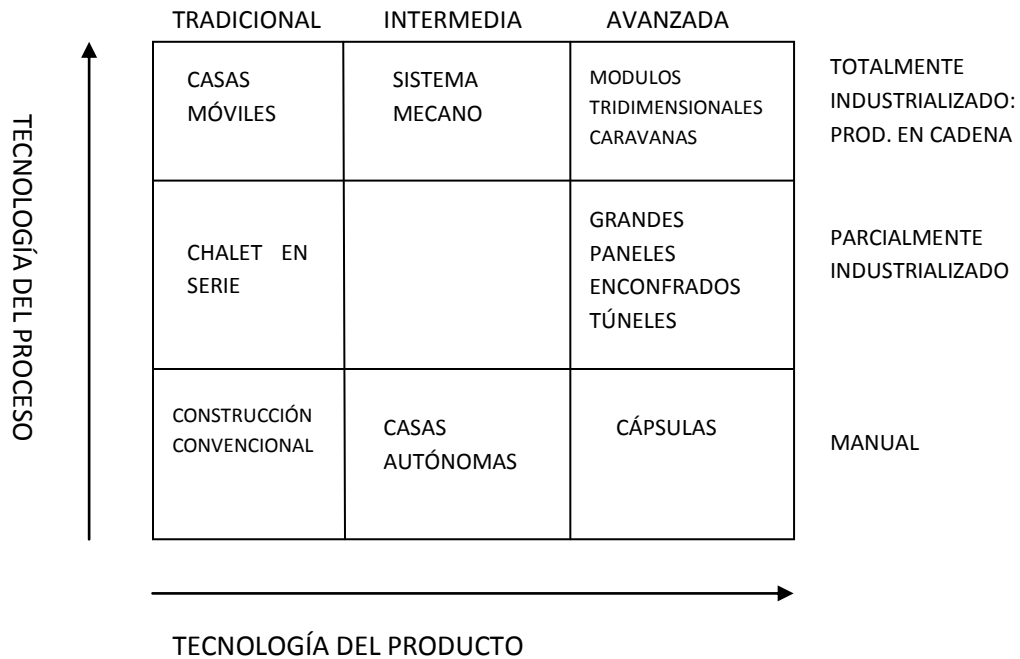 TRADICIONAL INTERMEDIA AVANZADA
CASAS
MÓVILES
SISTEMA
MECANO
MODULOS
TRIDIMENSIONALES
CARAVANAS
TOTALMENTE
INDUSTRIALIZADO:
PROD. EN CADENA
TECNOLOGÍA DEL PROCESO
CHALET EN
SERIE
GRANDES
PANELES
ENCONFRADOS
TÚNELES
PARCIALMENTE
INDUSTRIALIZADO
CONSTRUCCIÓN
CONVENCIONAL
CASAS
AUTÓNOMAS
CÁPSULAS
MANUAL
TECNOLOGÍA DEL PRODUCTO